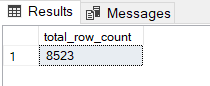 Results Messages
total_row_count
1 8523